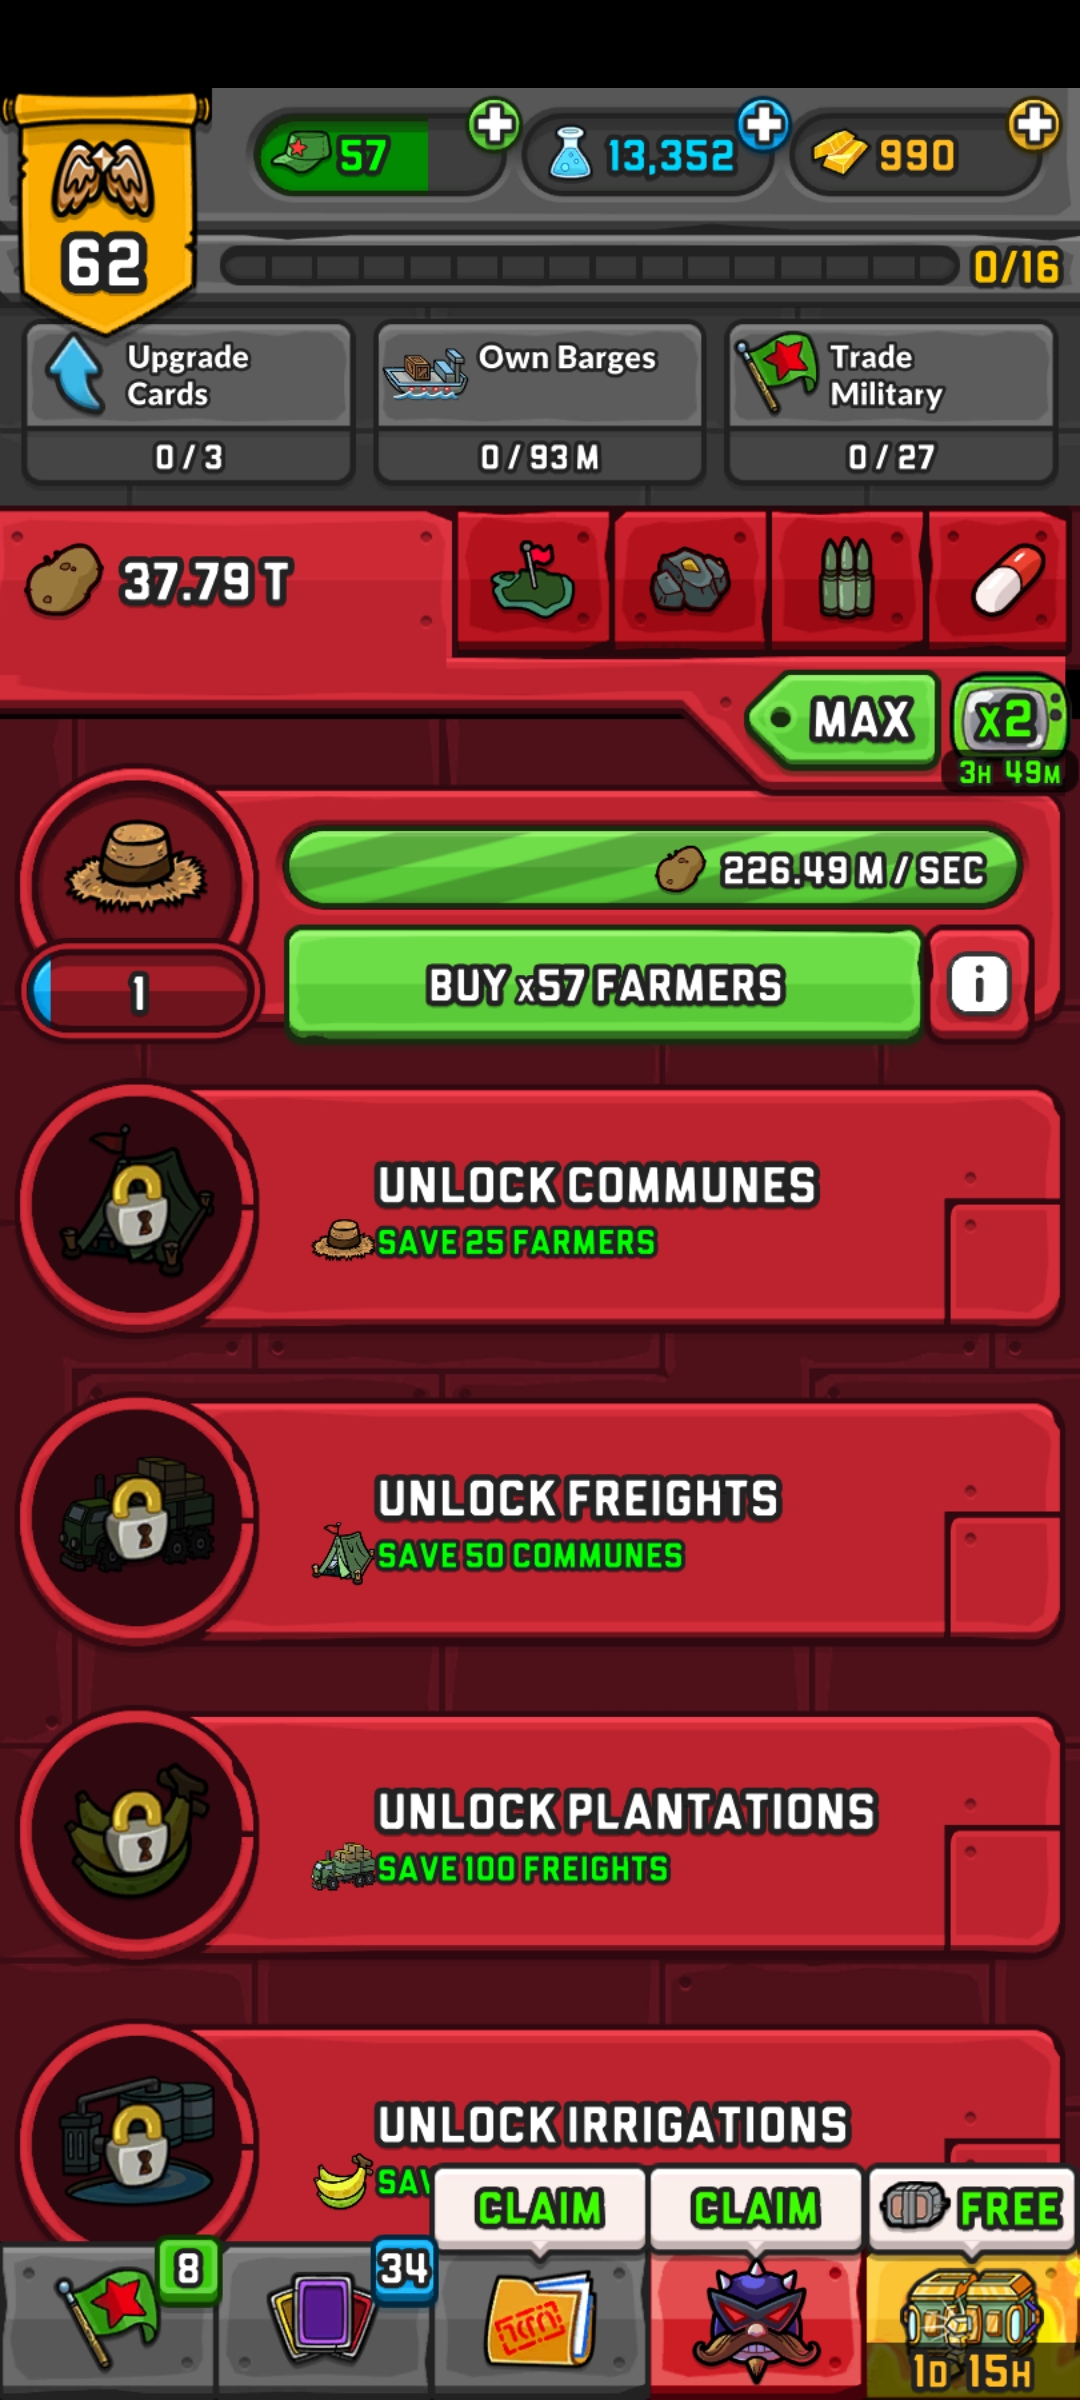 57
13,352
990
62
0/16
Upgrade
Cards
0 / 3
Own Barges
0 / 93 M
Trade
Military
0 / 27
37.79 T
MAX
x2
3H 49M
226.49 M / SEC
1
BUY x57 FARMERS
i
UNLOCK COMMUNES
SAVE 25 FARMERS
UNLOCK FREIGHTS
SAVE 50 COMMUNES
UNLOCK PLANTATIONS
SAVE 100 FREIGHTS
UNLOCK IRRIGATIONS
CLAIM
CLAIM
FREE
8
34
1D 15H